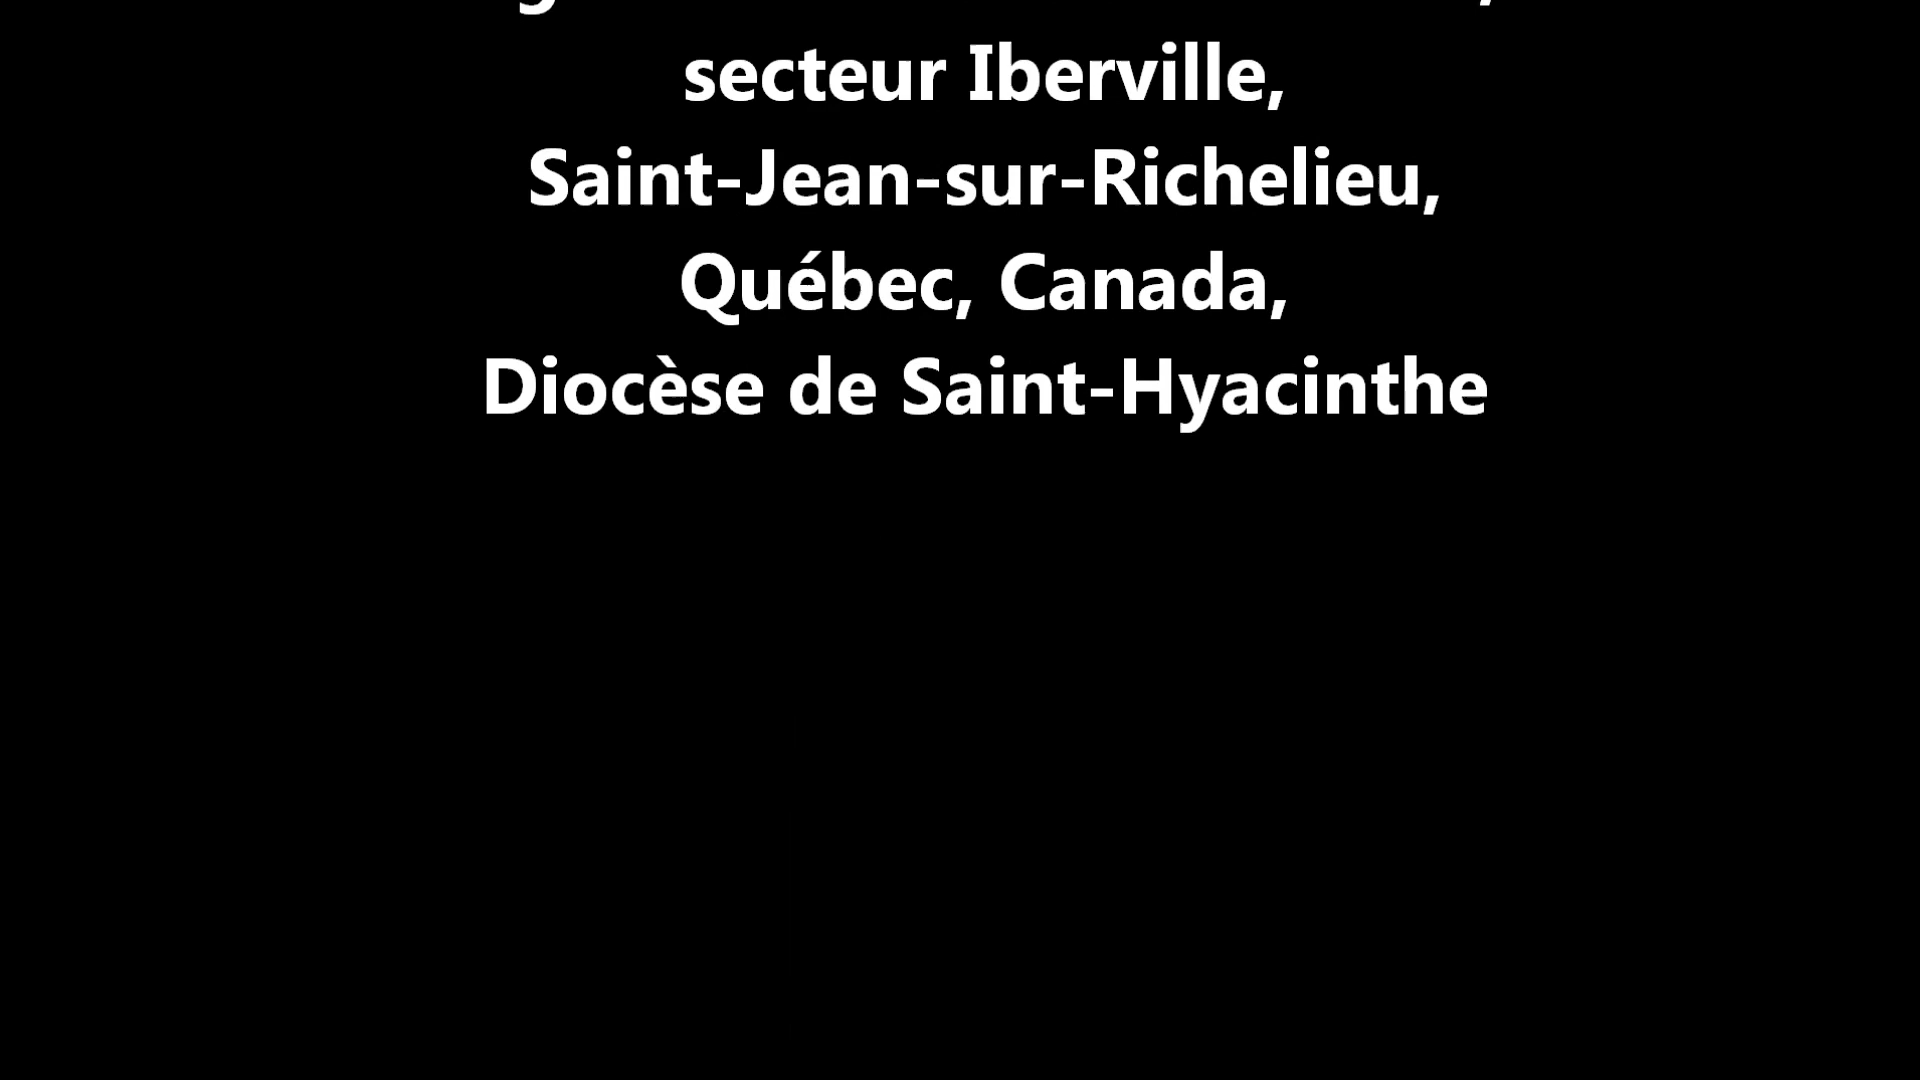 secteur Iberville,
Saint-Jean-sur-Richelieu,
Québec, Canada,
Diocèse de Saint-Hyacinthe